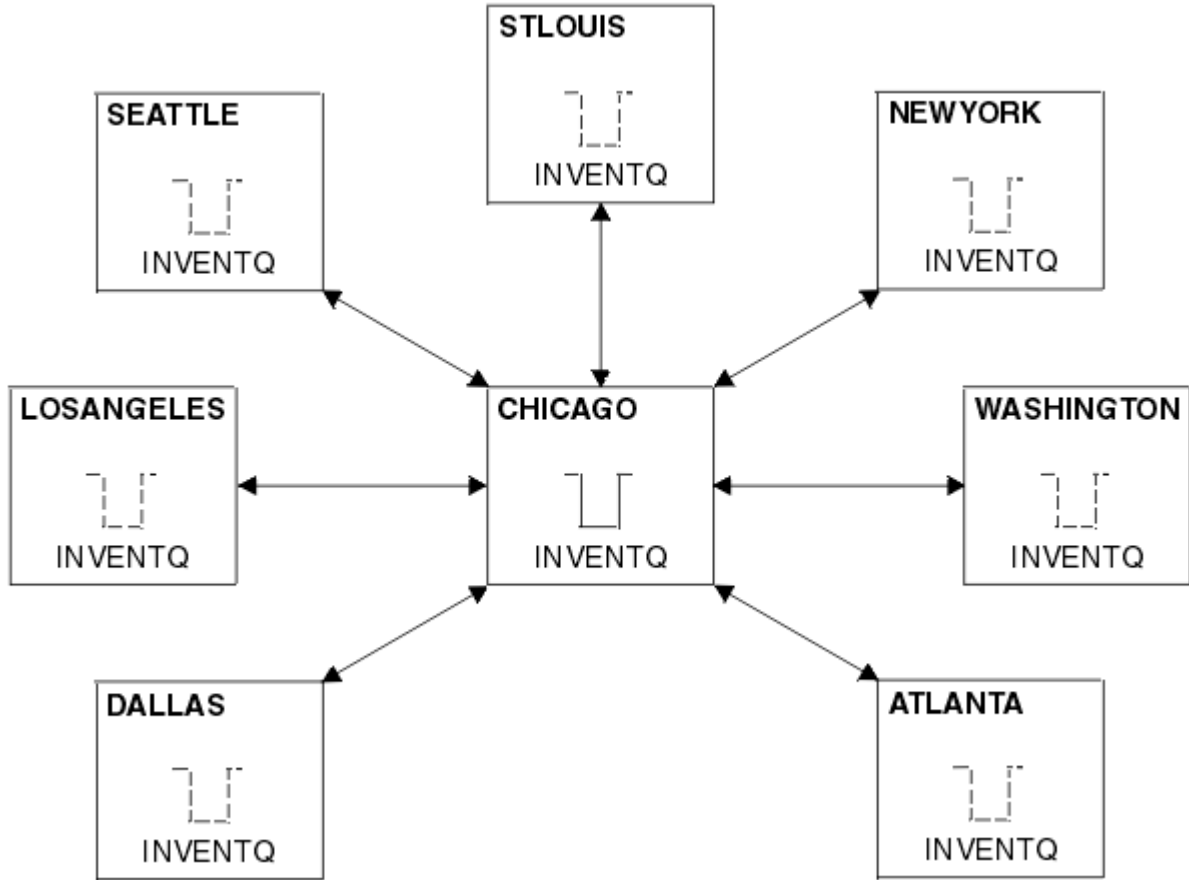 STLOUIS
INVENTQ
SEATTLE
INVENTQ
NEWYORK
INVENTQ
LOSANGELES
INVENTQ
CHICAGO
INVENTQ
WASHINGTON
INVENTQ
DALLAS
INVENTQ
ATLANTA
INVENTQ